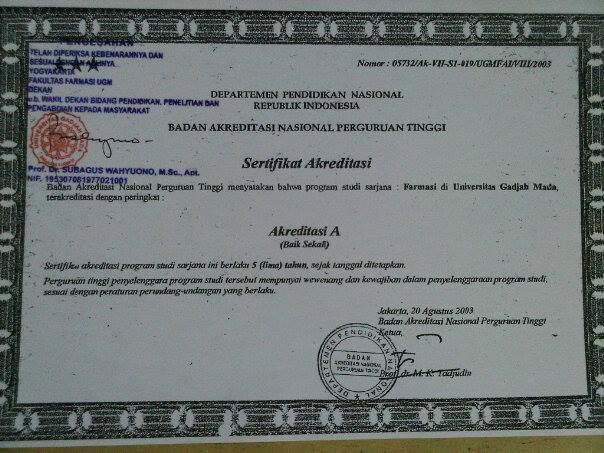 PENGESAHAN
TELAH DIPERIKSA KEBENARANNYA DAN
SESUAI DENGAN ASLINYA.
YOGYAKARTA
FAKULTAS FARMASI UGM
DEKAN
u.b. WAKIL DEKAN BIDANG PENDIDIKAN, PENELITIAN DAN
PENGABDIAN KEPADA MASYARAKAT
Prof. Dr. SUBAGUS WAHYUONO, M.Sc., Apt.
NIP. 195307081977021001
Nomor : 05732/Ak-VII-S1-019/UGMFAI/VIII/2003
DEPARTEMEN PENDIDIKAN NASIONAL
REPUBLIK INDONESIA
BADAN AKREDITASI NASIONAL PERGURUAN TINGGI
Sertifikat Akreditasi
Badan Akreditasi Nasional Perguruan Tinggi menyatakan bahwa program studi sarjana : Farmasi di Universitas Gadjah Mada,
terakreditasi dengan peringkat :
Akreditasi A
(Baik Sekali)
Sertifikat akreditasi program studi sarjana ini berlaku 5 (lima) tahun, sejak tanggal ditetapkan.
Perguruan tinggi penyelenggara program studi tersebut mempunyai wewenang dan kewajiban dalam penyelenggaraan program studi,
sesuai dengan peraturan perundang-undangan yang berlaku.
Jakarta, 20 Agustus 2003
Badan Akreditasi Nasional Perguruan Tinggi
Ketua,
DEPARTEMEN PENDIDIKAN NASIONAL
BADAN
AKREDITASI NASIONAL
PERGURUAN TINGGI
Prof. dr. M. K. Tadjudin